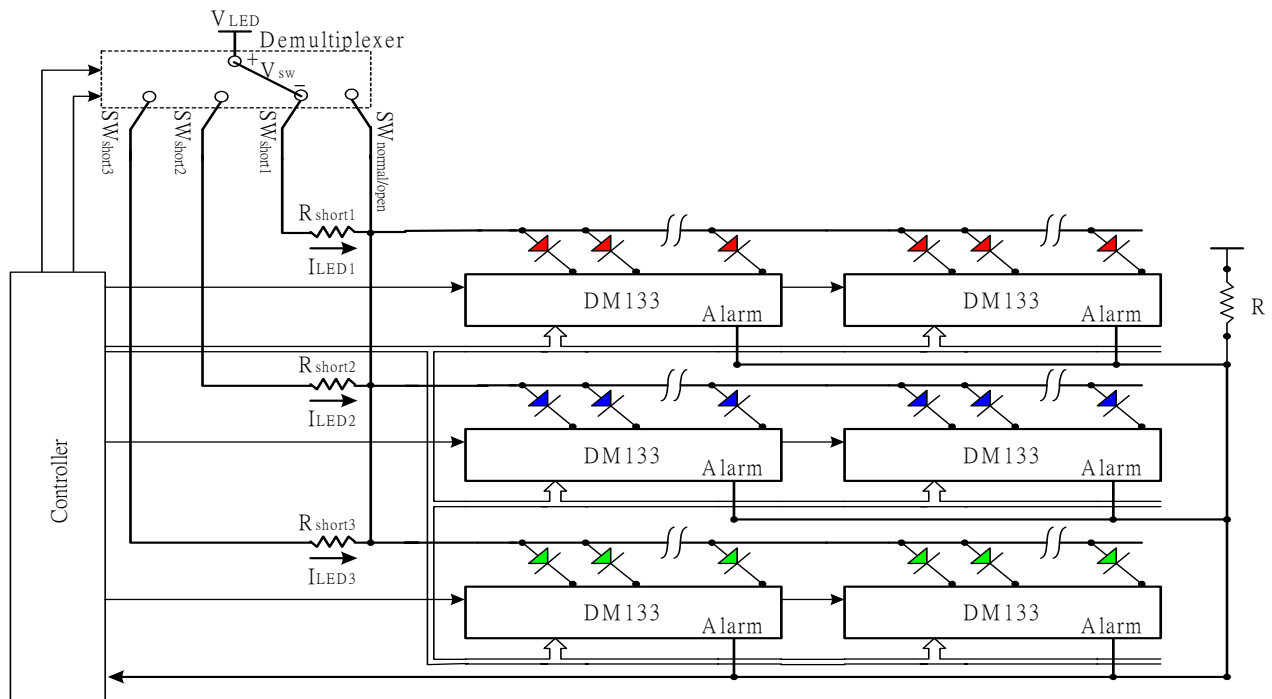 VLED
Demultiplexer
+
Vsw
−
SWshort3
SWshort2
SWshort1
SWnormal/open
Rshort1
ILED1
DM133
Alarm
DM133
Alarm
R
Rshort2
ILED2
DM133
Alarm
DM133
Alarm
Controller
Rshort3
ILED3
DM133
Alarm
DM133
Alarm